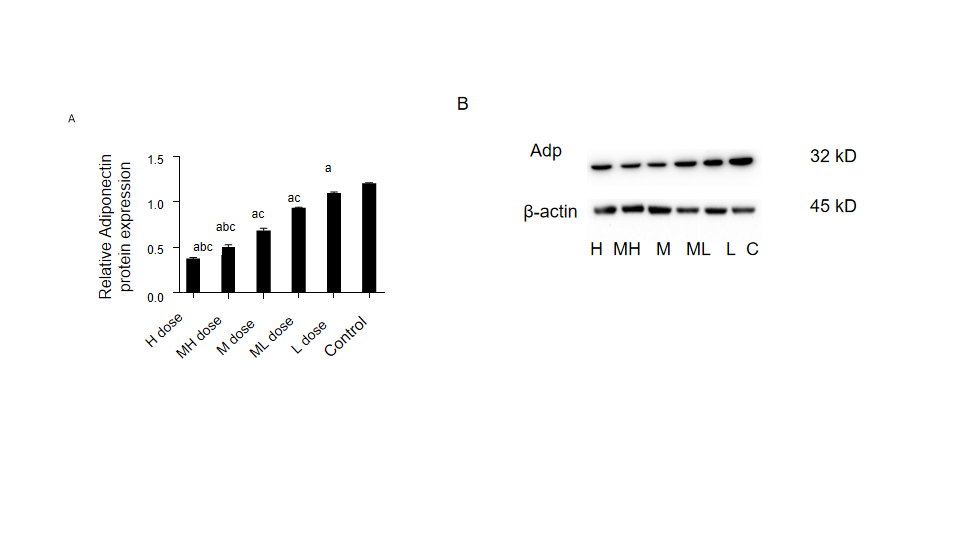 A
Relative Adiponectin
protein expression
1.5
1.0
0.5
0.0
abc
abc
ac
ac
a
H dose
MH dose
M dose
ML dose
L dose
Control
B
Adp
32 kD
β-actin
45 kD
H MH M ML L C